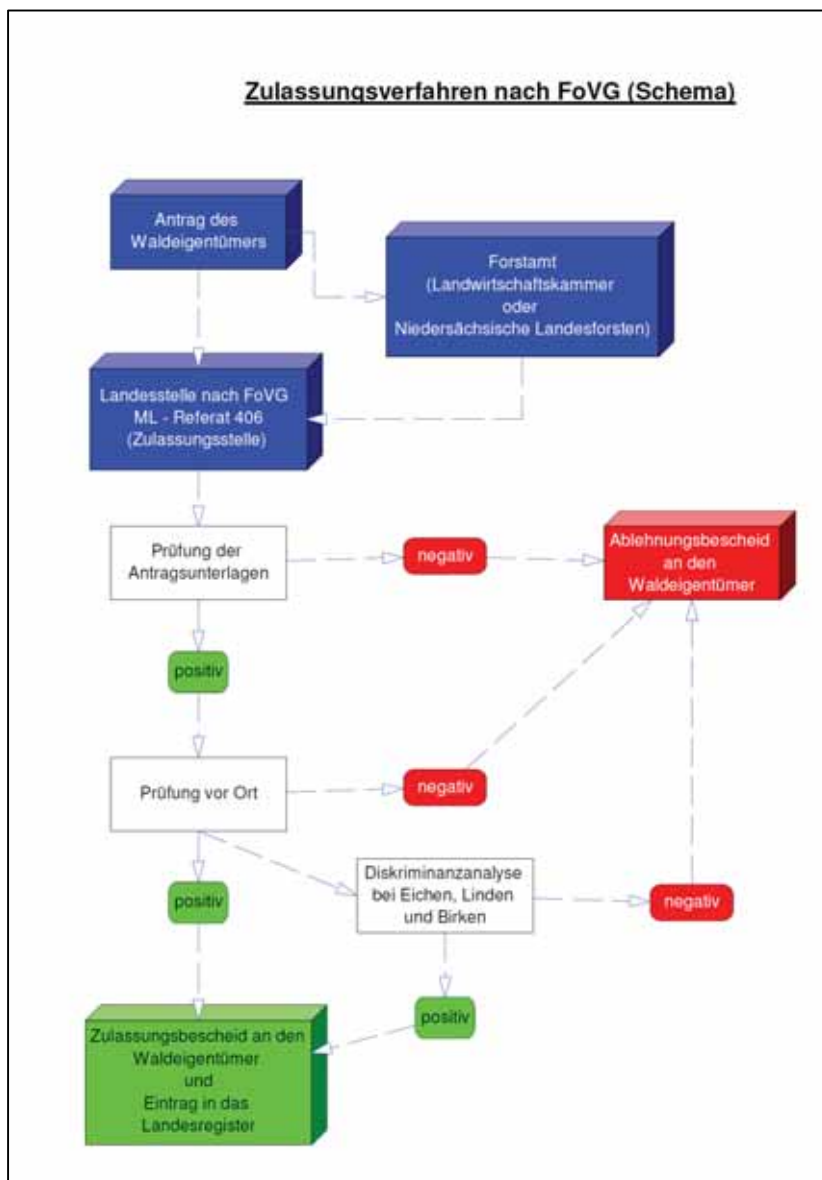 Zulassungsverfahren nach FoVG (Schema)
Antrag des
Waldeigentümers
Forstamt
(Landwirtschaftskammer
oder
Niedersächsische Landesforsten)
Landesstelle nach FoVG
ML - Referat 406
(Zulassungsstelle)
Prüfung der
Antragsunterlagen
negativ
Ablehnungsbescheid
an den
Waldeigentümer
positiv
Prüfung vor Ort
negativ
Diskriminanzanalyse
bei Eichen, Linden
und Birken
positiv
negativ
positiv
Zulassungsbescheid an den
Waldeigentümer
und
Eintrag in das
Landesregister